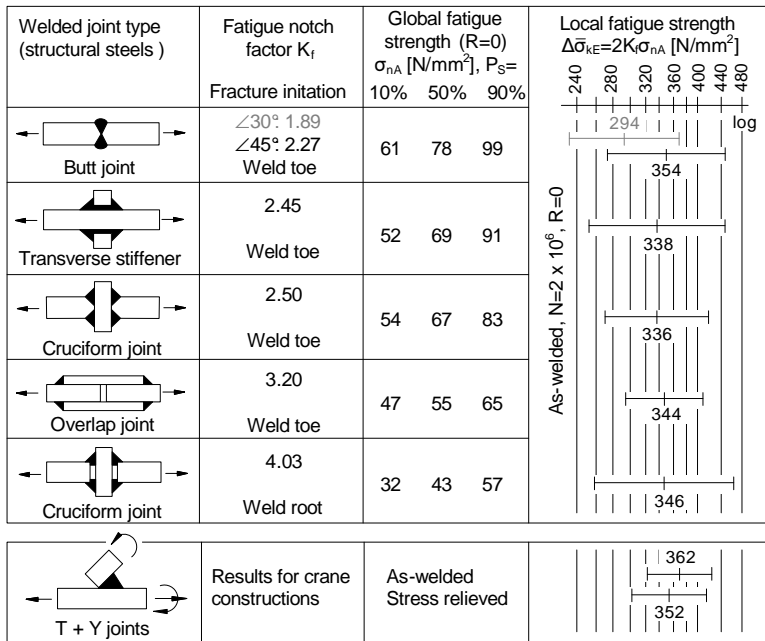 Welded joint type
(structural steels )
Fatigue notch
factor K_f
Fracture initation
Global fatigue
strength (R=0)
σ_nA [N/mm²], P_S=
10% 50% 90%
Local fatigue strength
Δσ̅_kE=2K_fσ_nA [N/mm²]
240 280 320 360 400 440 480
log
As-welded, N=2 x 10⁶, R=0
Butt joint
∠30°: 1.89
∠45°: 2.27
Weld toe
61 78 99
294
354
Transverse stiffener
2.45
Weld toe
52 69 91
338
Cruciform joint
2.50
Weld toe
54 67 83
336
Overlap joint
3.20
Weld toe
47 55 65
344
Cruciform joint
4.03
Weld root
32 43 57
346
T + Y joints
Results for crane
constructions
As-welded
Stress relieved
362
352